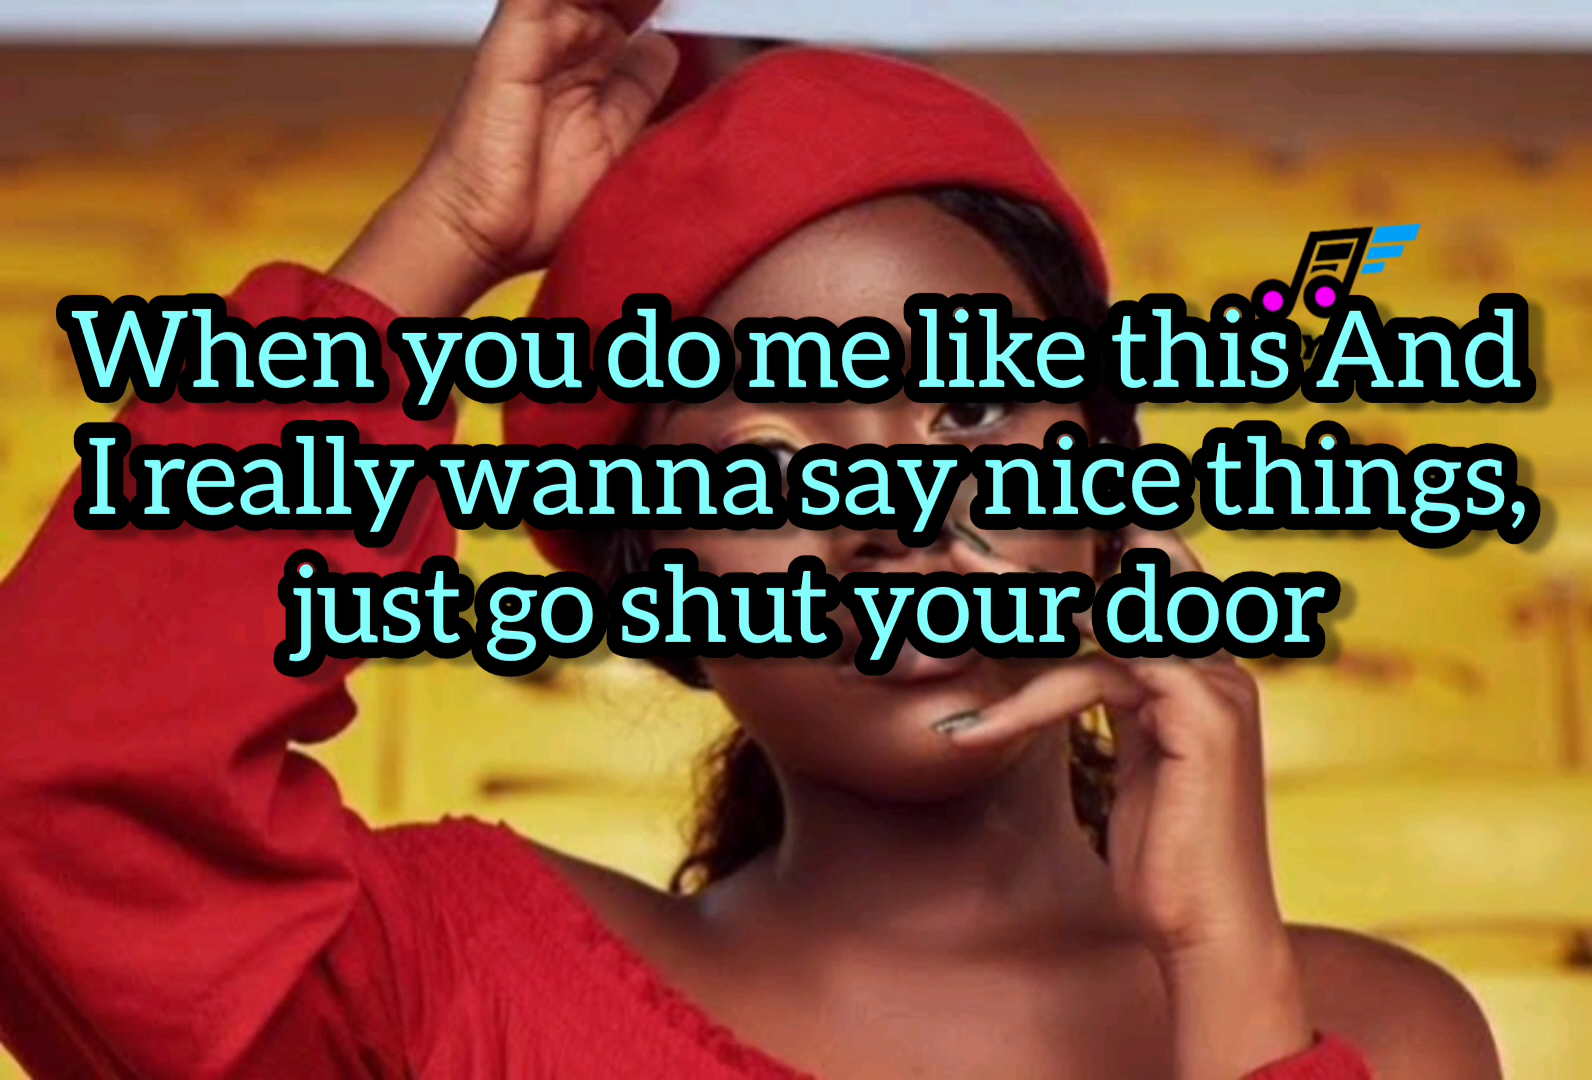 When you do me like this And
I really wanna say nice things,
just go shut your door